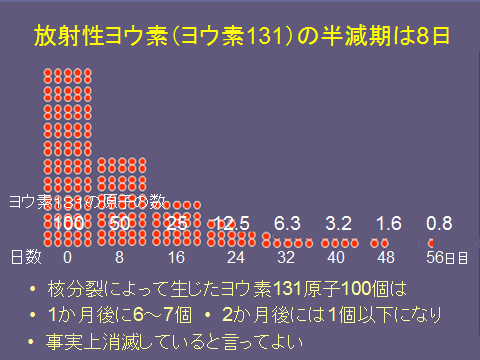 放射性ヨウ素（ヨウ素131）の半減期は8日
ヨウ素131の原子の数
100 50 25 12.5 6.3 3.2 1.6 0.8
日数 0 8 16 24 32 40 48 56日目
• 核分裂によって生じたヨウ素131原子100個は
• 1か月後に6～7個 • 2か月後には1個以下になり
• 事実上消滅していると言ってよい